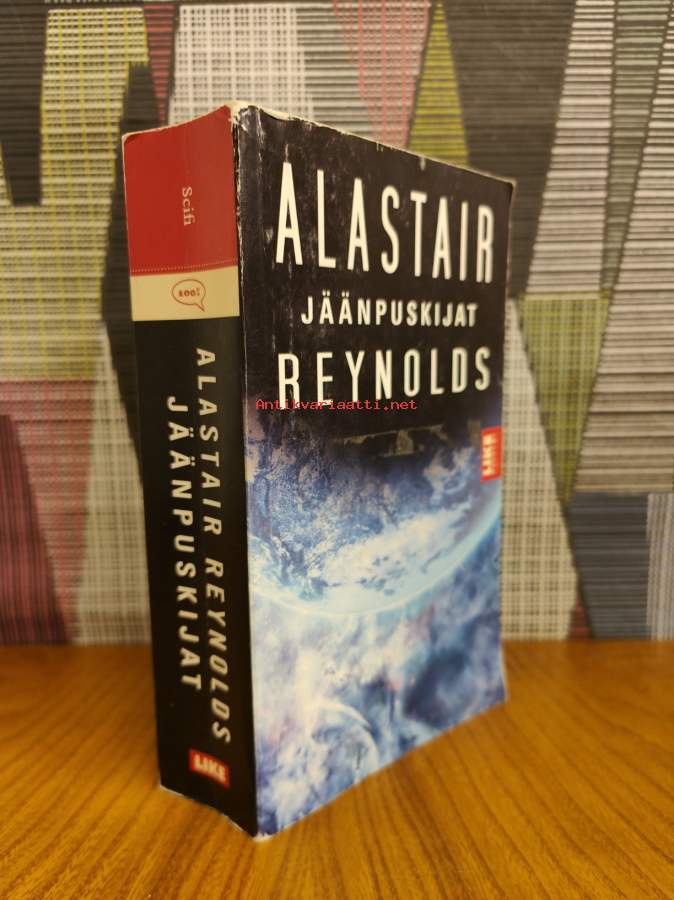 ALASTAIR
JÄÄNPUSKIJAT
REYNOLDS
LIKE
Scifi
ALASTAIR REYNOLDS
JÄÄNPUSKIJAT
LIKE
Antikvariaatti.net